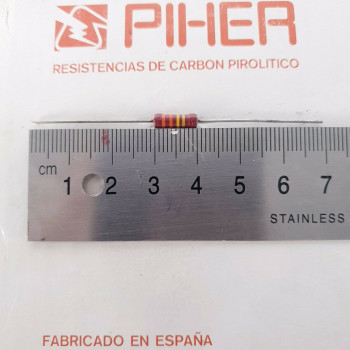 PIHER
RESISTENCIAS DE CARBON PIROLITICO
cm
1 2 3 4 5 6 7
STAINLESS
FABRICADO EN ESPAÑA